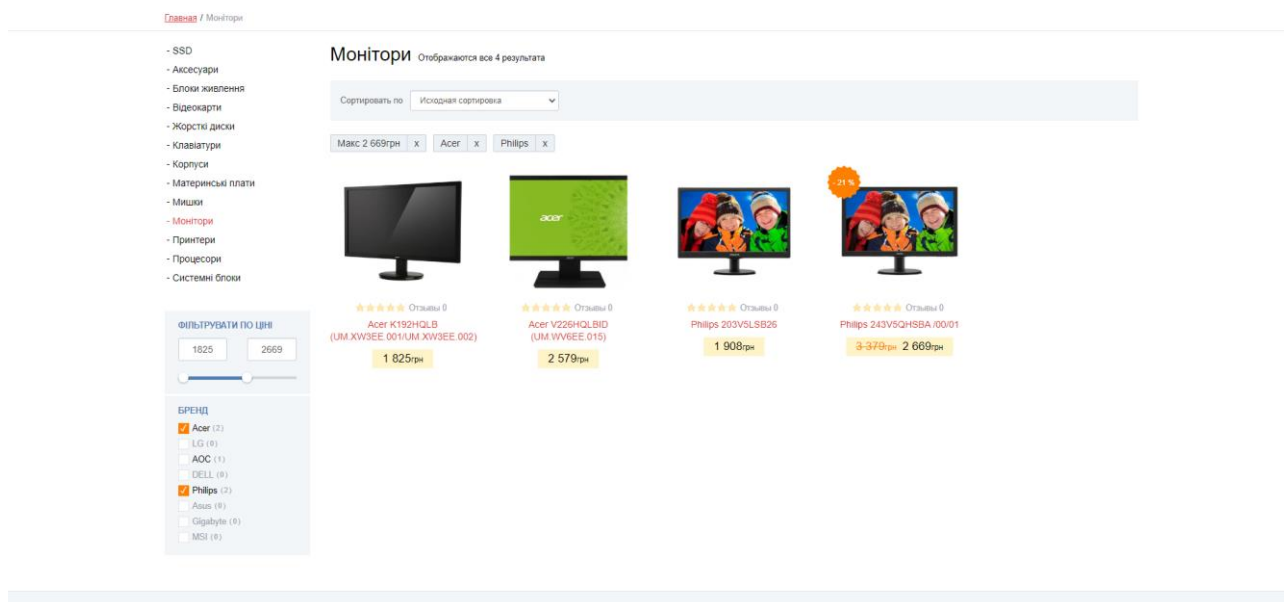 Главная / Монітори
- SSD
- Аксесуари
- Блоки живлення
- Відеокарти
- Жорсткі диски
- Клавіатури
- Корпуси
- Материнські плати
- Мишки
- Монітори
- Принтери
- Процесори
- Системні блоки
ФІЛЬТРУВАТИ ПО ЦІНІ
1825 2669
БРЕНД
Acer (2)
LG (0)
AOC (1)
DELL (0)
Philips (2)
Asus (0)
Gigabyte (0)
MSI (0)
Монітори Отображаются все 4 результата
Сортировать по Исходная сортировка
Макс 2 669грн x Acer x Philips x
acer
- 21 %
Отзывы 0 Отзывы 0 Отзывы 0 Отзывы 0
Acer K192HQLB Acer V226HQLBID Philips 203V5LSB26 Philips 243V5QHSBA /00/01
(UM.XW3EE.001/UM.XW3EE.002) (UM.WV6EE.015)
1 825грн 2 579грн 1 908грн 3 379грн 2 669грн